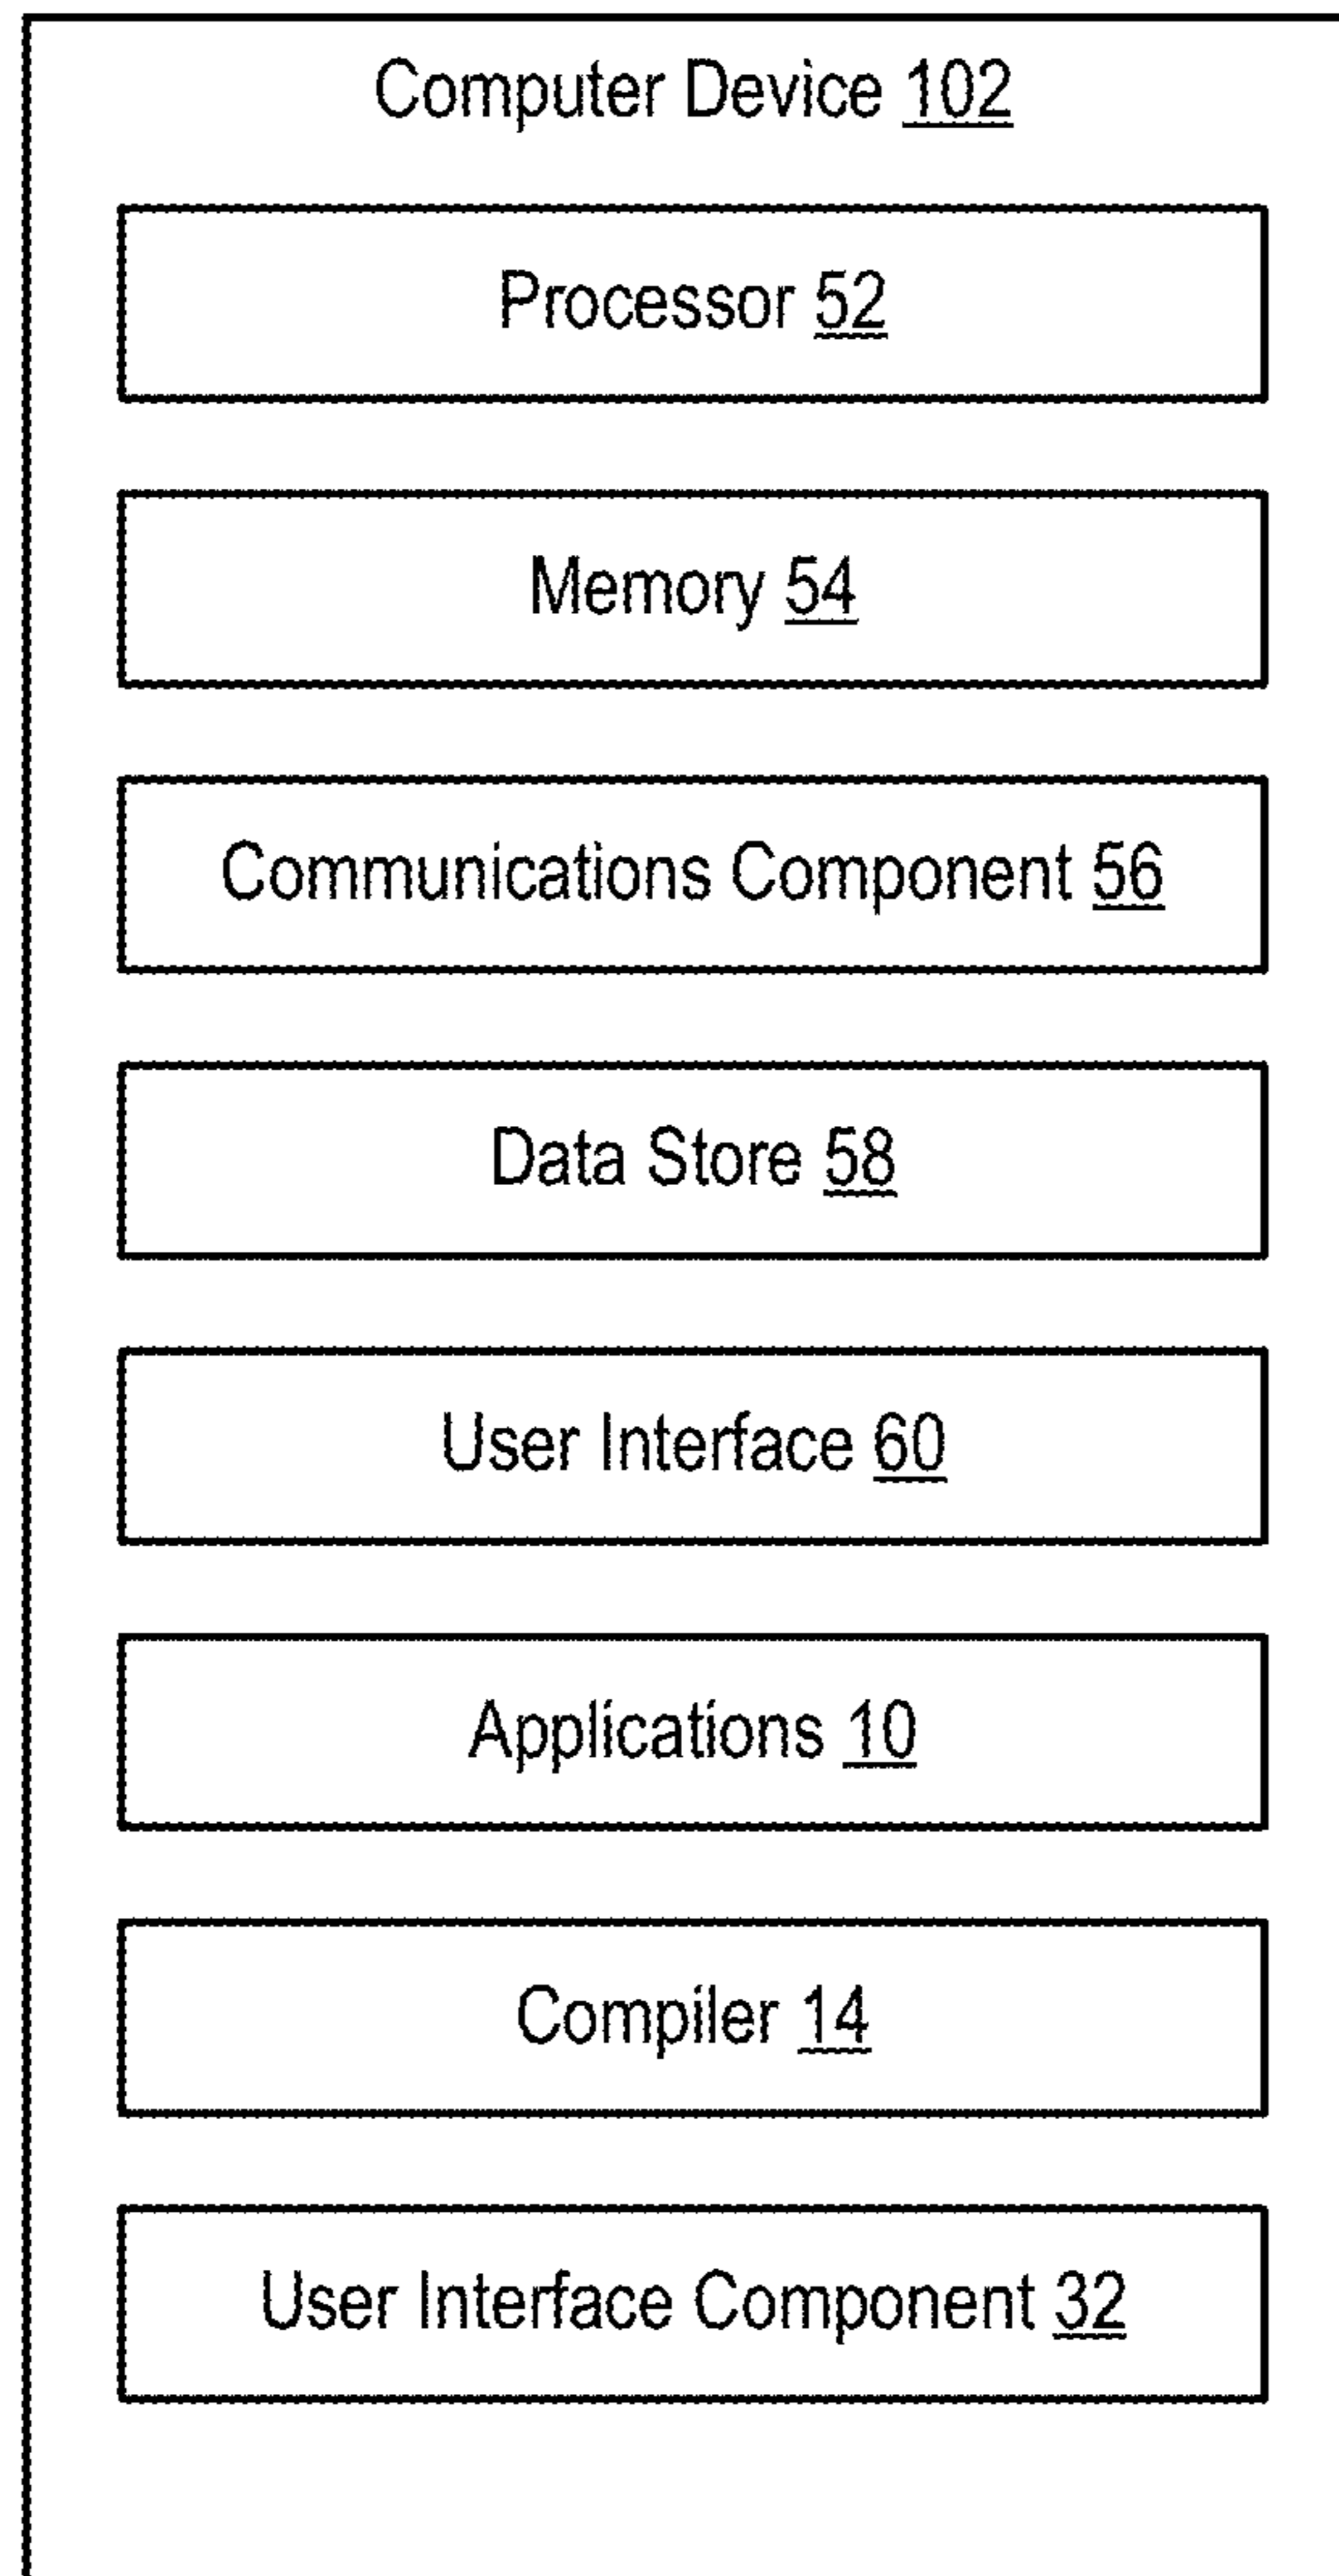 Computer Device 102
Processor 52
Memory 54
Communications Component 56
Data Store 58
User Interface 60
Applications 10
Compiler 14
User Interface Component 32